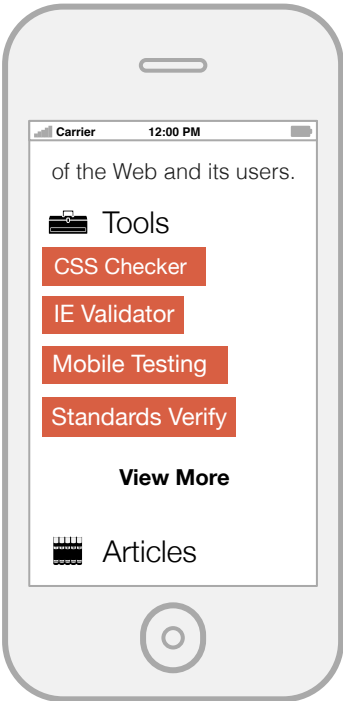 Carrier 12:00 PM
of the Web and its users.
Tools
CSS Checker
IE Validator
Mobile Testing
Standards Verify
View More
Articles